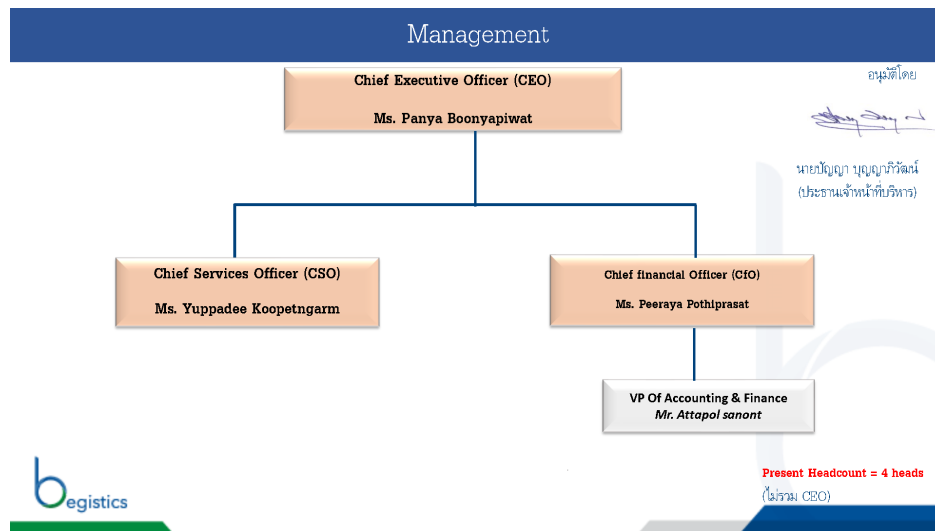 Management
Chief Executive Officer (CEO)
Ms. Panya Boonyapiwat
อนุมัติโดย
นายปัญญา บุญญาภิวัฒน์
(ประธานเจ้าหน้าที่บริหาร)
Chief Services Officer (CSO)
Ms. Yuppadee Koopetngarm
Chief financial Officer (CfO)
Ms. Peeraya Pothiprasat
VP Of Accounting & Finance
Mr. Attapol sanont
Present Headcount = 4 heads
(ไม่รวม CEO)
begistics